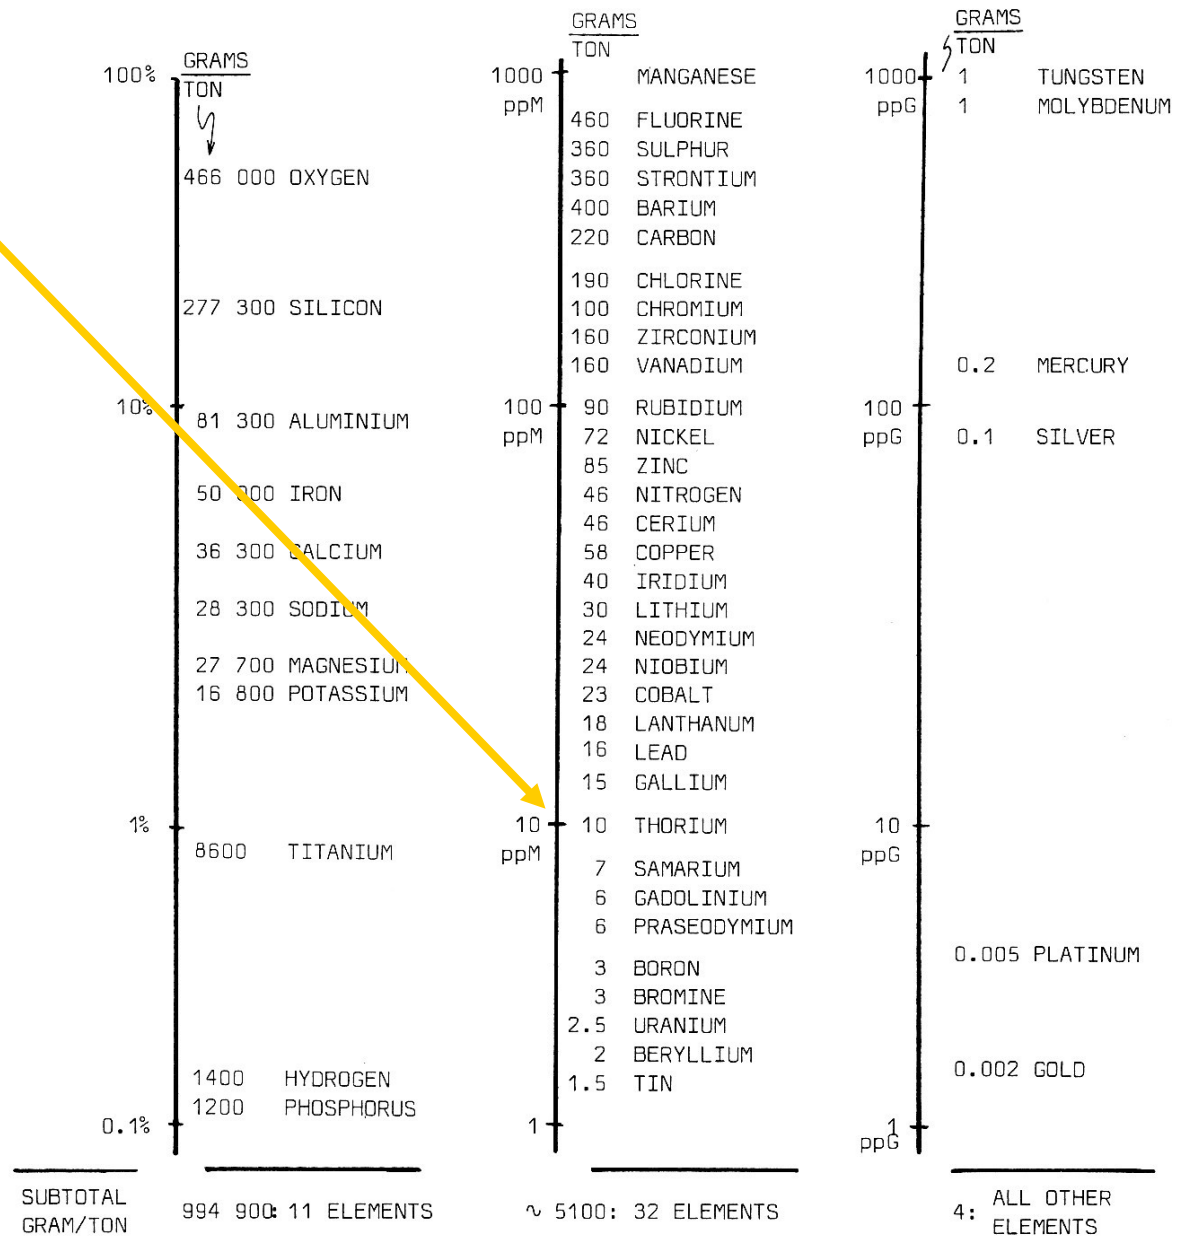 GRAMS
TON
100%
466 000 OXYGEN
277 300 SILICON
10%
81 300 ALUMINIUM
50 000 IRON
36 300 CALCIUM
28 300 SODIUM
27 700 MAGNESIUM
16 800 POTASSIUM
1%
8600 TITANIUM
1400 HYDROGEN
1200 PHOSPHORUS
0.1%
SUBTOTAL
GRAM/TON
994 900: 11 ELEMENTS
GRAMS
TON
1000 MANGANESE
ppM
460 FLUORINE
360 SULPHUR
360 STRONTIUM
400 BARIUM
220 CARBON
190 CHLORINE
100 CHROMIUM
160 ZIRCONIUM
160 VANADIUM
100 90 RUBIDIUM
ppM 72 NICKEL
85 ZINC
46 NITROGEN
46 CERIUM
58 COPPER
40 IRIDIUM
30 LITHIUM
24 NEODYMIUM
24 NIOBIUM
23 COBALT
18 LANTHANUM
16 LEAD
15 GALLIUM
10 10 THORIUM
ppM
7 SAMARIUM
6 GADOLINIUM
6 PRASEODYMIUM
3 BORON
3 BROMINE
2.5 URANIUM
2 BERYLLIUM
1.5 TIN
1
~ 5100: 32 ELEMENTS
GRAMS
TON
1000 1 TUNGSTEN
ppG 1 MOLYBDENUM
0.2 MERCURY
100
ppG 0.1 SILVER
10
ppG
0.005 PLATINUM
0.002 GOLD
1
ppG
4: ALL OTHER
ELEMENTS